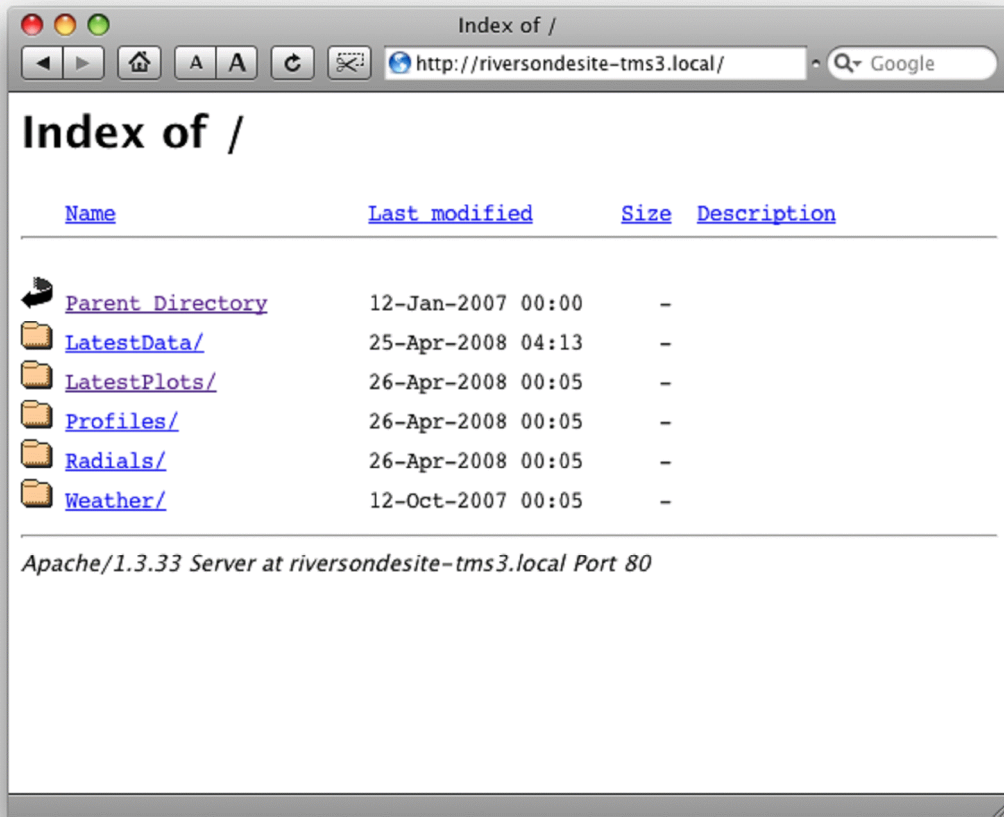 Index of /
A A http://riversondesite-tms3.local/ Google
Index of /
Name Last modified Size Description
Parent Directory 12-Jan-2007 00:00 -
LatestData/ 25-Apr-2008 04:13 -
LatestPlots/ 26-Apr-2008 00:05 -
Profiles/ 26-Apr-2008 00:05 -
Radials/ 26-Apr-2008 00:05 -
Weather/ 12-Oct-2007 00:05 -
Apache/1.3.33 Server at riversondesite-tms3.local Port 80